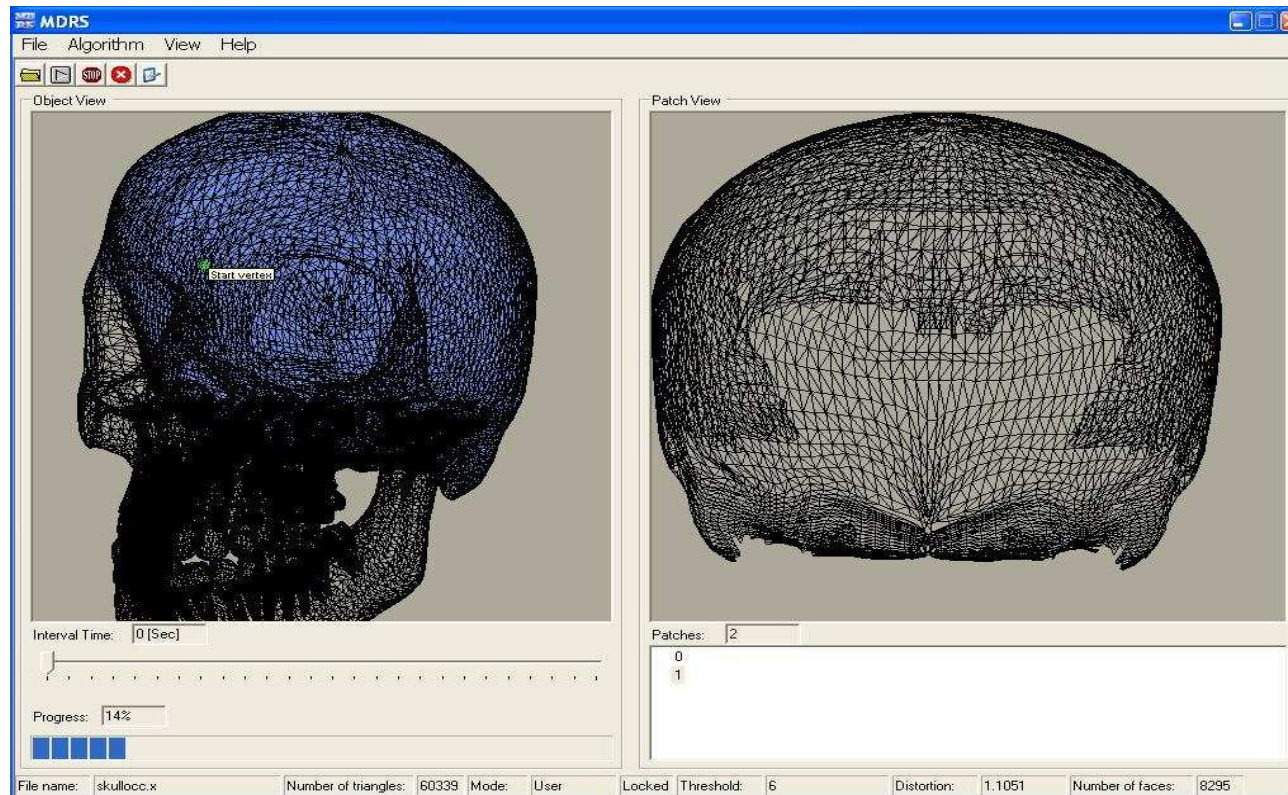 MDRS
File Algorithm View Help
STOP
Object View
Start vertex
Interval Time: 0 [Sec]
Progress: 14%
Patch View
Patches: 2
0
1
File name: skullocc.x Number of triangles: 60339 Mode: User Locked Threshold: 6 Distortion: 1.1051 Number of faces: 8295